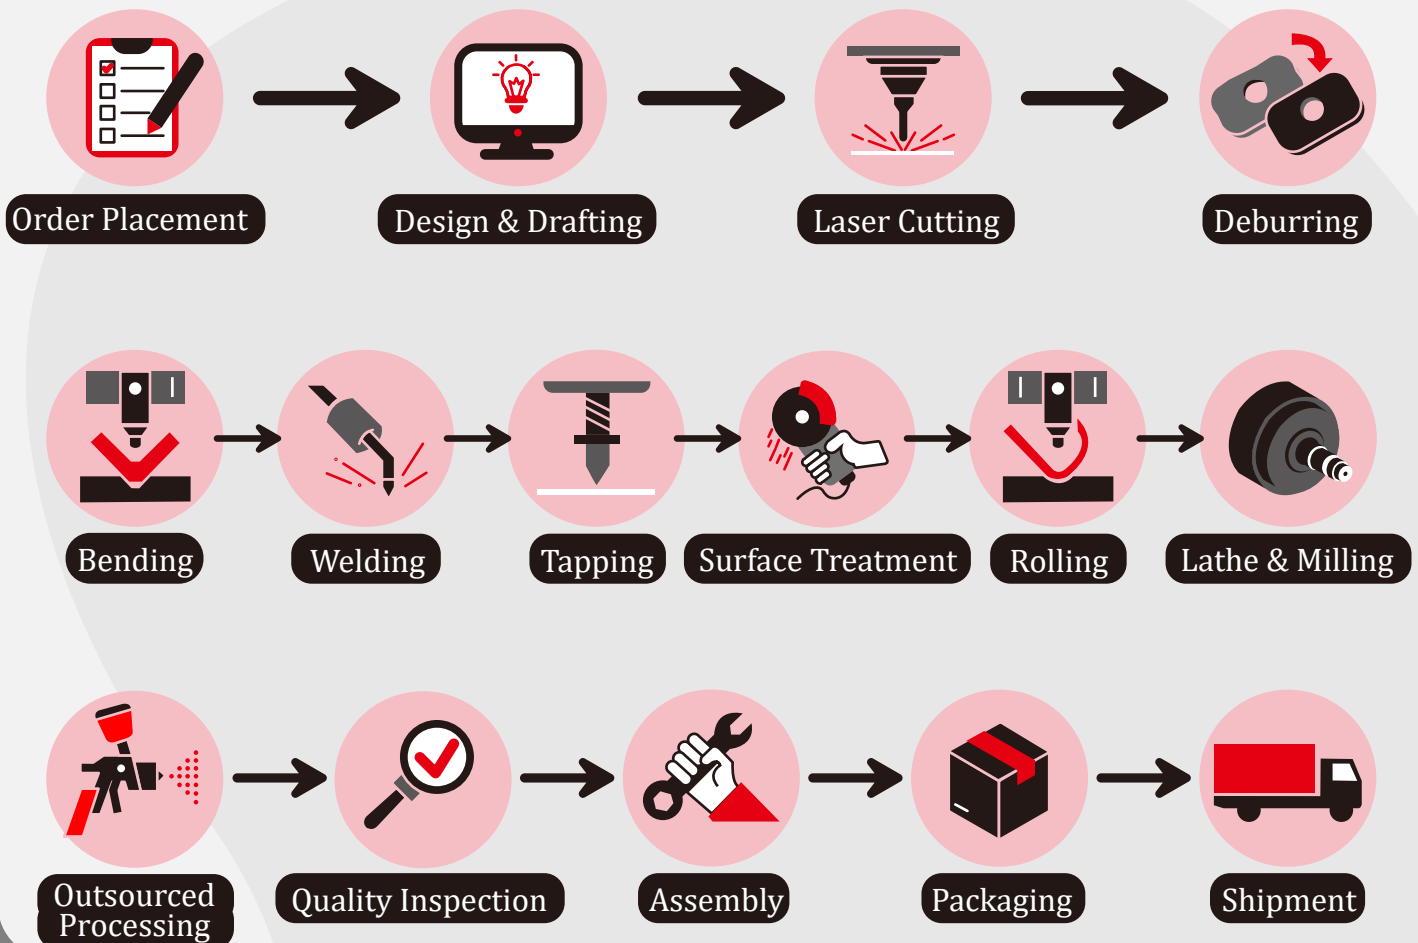 Order Placement
Design & Drafting
Laser Cutting
Deburring
Bending
Welding
Tapping
Surface Treatment
Rolling
Lathe & Milling
Outsourced
Processing
Quality Inspection
Assembly
Packaging
Shipment